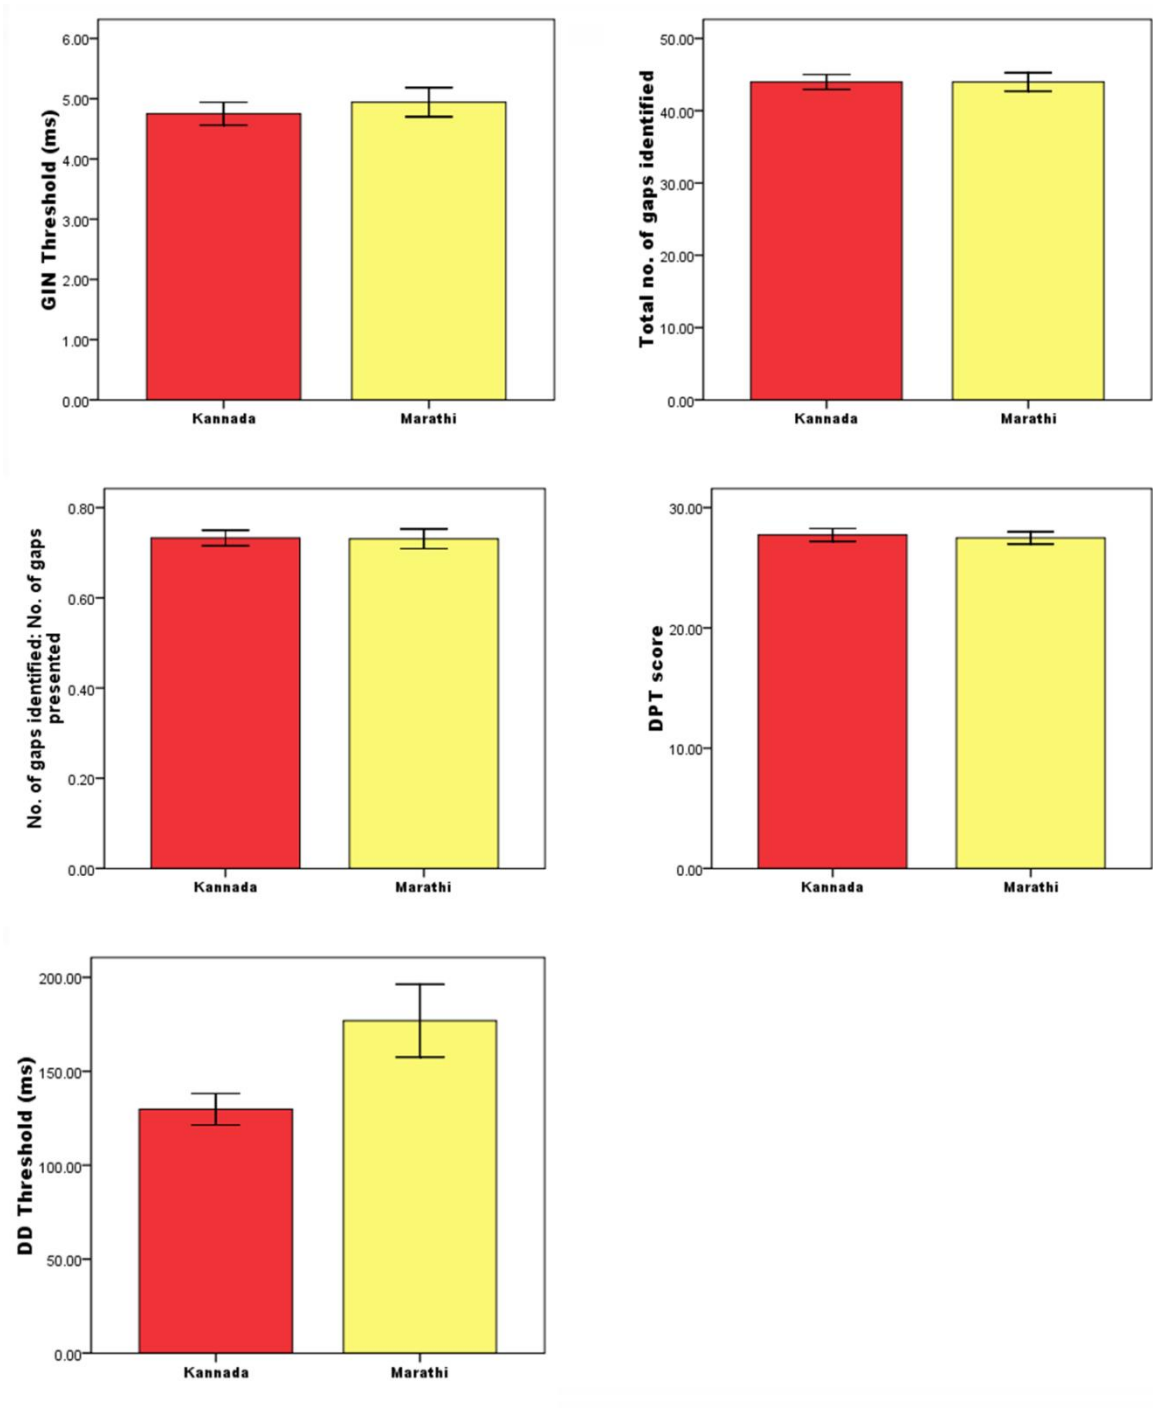 GIN Threshold (ms)
6.00
5.00
4.00
3.00
2.00
1.00
0.00
Kannada Marathi
Total no. of gaps identified
50.00
40.00
30.00
20.00
10.00
0.00
Kannada Marathi
No. of gaps identified: No. of gaps
presented
0.80
0.60
0.40
0.20
0.00
Kannada Marathi
DPT score
30.00
20.00
10.00
0.00
Kannada Marathi
DD Threshold (ms)
200.00
150.00
100.00
50.00
0.00
Kannada Marathi